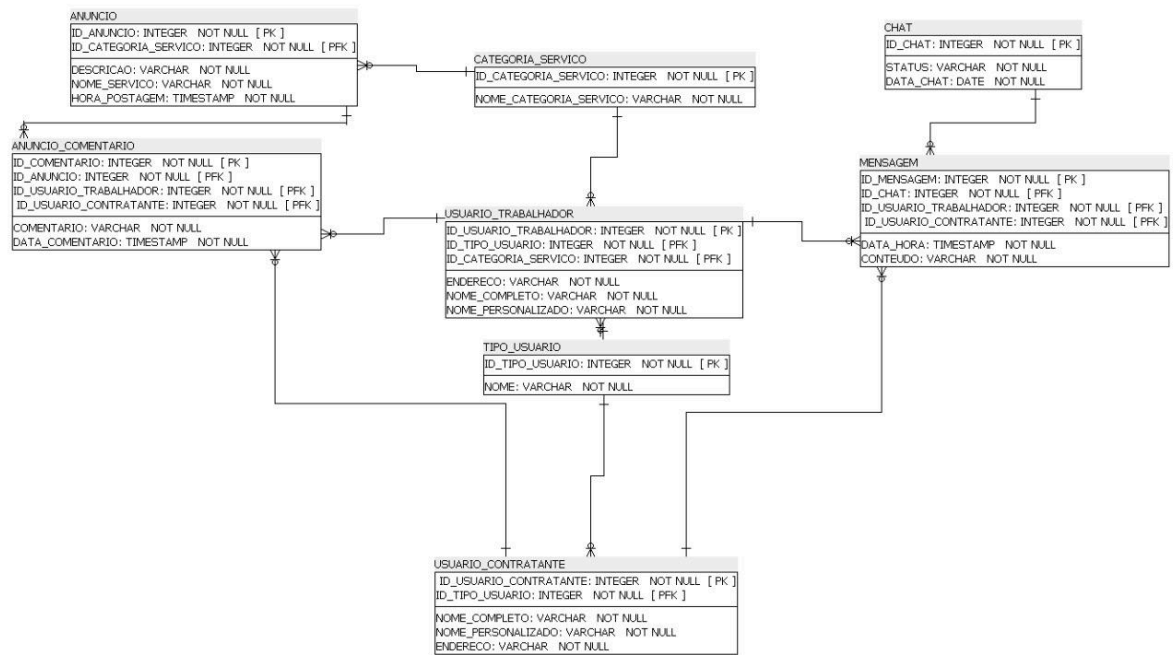 ANUNCIO
ID_ANUNCIO: INTEGER NOT NULL [ PK ]
ID_CATEGORIA_SERVICO: INTEGER NOT NULL [ PFK ]
DESCRICAO: VARCHAR NOT NULL
NOME_SERVICO: VARCHAR NOT NULL
HORA_POSTAGEM: TIMESTAMP NOT NULL
CATEGORIA_SERVICO
ID_CATEGORIA_SERVICO: INTEGER NOT NULL [ PK ]
NOME_CATEGORIA_SERVICO: VARCHAR NOT NULL
CHAT
ID_CHAT: INTEGER NOT NULL [ PK ]
STATUS: VARCHAR NOT NULL
DATA_CHAT: DATE NOT NULL
ANUNCIO_COMENTARIO
ID_COMENTARIO: INTEGER NOT NULL [ PK ]
ID_ANUNCIO: INTEGER NOT NULL [ PFK ]
ID_USUARIO_TRABALHADOR: INTEGER NOT NULL [ PFK ]
ID_USUARIO_CONTRATANTE: INTEGER NOT NULL [ PFK ]
COMENTARIO: VARCHAR NOT NULL
DATA_COMENTARIO: TIMESTAMP NOT NULL
USUARIO_TRABALHADOR
ID_USUARIO_TRABALHADOR: INTEGER NOT NULL [ PK ]
ID_TIPO_USUARIO: INTEGER NOT NULL [ PFK ]
ID_CATEGORIA_SERVICO: INTEGER NOT NULL [ PFK ]
ENDERECO: VARCHAR NOT NULL
NOME_COMPLETO: VARCHAR NOT NULL
NOME_PERSONALIZADO: VARCHAR NOT NULL
MENSAGEM
ID_MENSAGEM: INTEGER NOT NULL [ PK ]
ID_CHAT: INTEGER NOT NULL [ PFK ]
ID_USUARIO_TRABALHADOR: INTEGER NOT NULL [ PFK ]
ID_USUARIO_CONTRATANTE: INTEGER NOT NULL [ PFK ]
DATA_HORA: TIMESTAMP NOT NULL
CONTEUDO: VARCHAR NOT NULL
TIPO_USUARIO
ID_TIPO_USUARIO: INTEGER NOT NULL [ PK ]
NOME: VARCHAR NOT NULL
USUARIO_CONTRATANTE
ID_USUARIO_CONTRATANTE: INTEGER NOT NULL [ PK ]
ID_TIPO_USUARIO: INTEGER NOT NULL [ PFK ]
NOME_COMPLETO: VARCHAR NOT NULL
NOME_PERSONALIZADO: VARCHAR NOT NULL
ENDERECO: VARCHAR NOT NULL